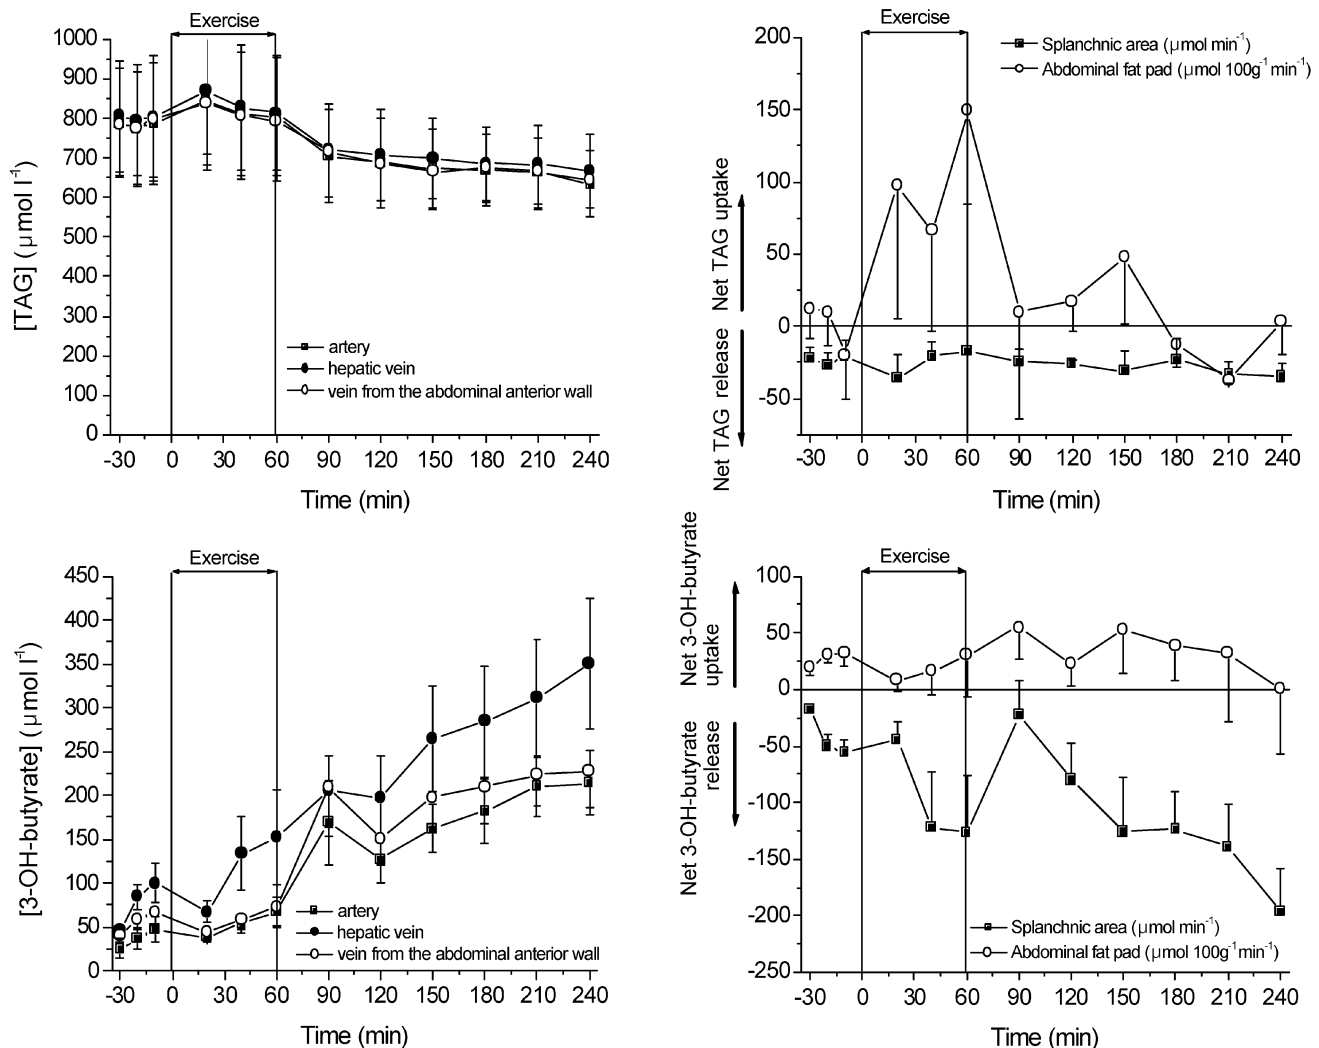 Exercise
1000
900
800
700
600
500
400
300
200
100
0
[TAG] (µmol l⁻¹)
artery
hepatic vein
vein from the abdominal anterior wall
-30 0 30 60 90 120 150 180 210 240
Time (min)
Exercise
200
150
100
50
0
-50
Net TAG uptake
Net TAG release
Splanchnic area (µmol min⁻¹)
Abdominal fat pad (µmol 100g⁻¹ min⁻¹)
-30 0 30 60 90 120 150 180 210 240
Time (min)
Exercise
450
400
350
300
250
200
150
100
50
0
[3-OH-butyrate] (µmol l⁻¹)
artery
hepatic vein
vein from the abdominal anterior wall
-30 0 30 60 90 120 150 180 210 240
Time (min)
Exercise
100
50
0
-50
-100
-150
-200
-250
Net 3-OH-butyrate
uptake
Net 3-OH-butyrate
release
Splanchnic area (µmol min⁻¹)
Abdominal fat pad (µmol 100g⁻¹min⁻¹)
-30 0 30 60 90 120 150 180 210 240
Time (min)